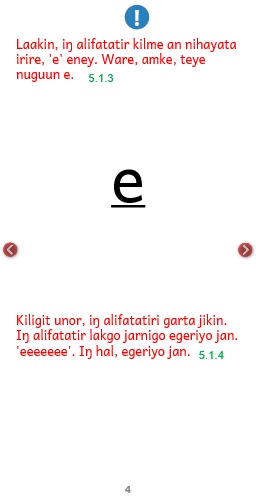 !
Laakin, iŋ alifatatir kilme an nihayata
irire, 'e' eney. Ware, amke, teye
nuguun e. 5.1.3
e
Kiligit unor, iŋ alifatatiri garta jikin.
Iŋ alifatatir lakgo jarnigo egeriyo jan.
'eeeeeee'. Iŋ hal, egeriyo jan. 5.1.4
4